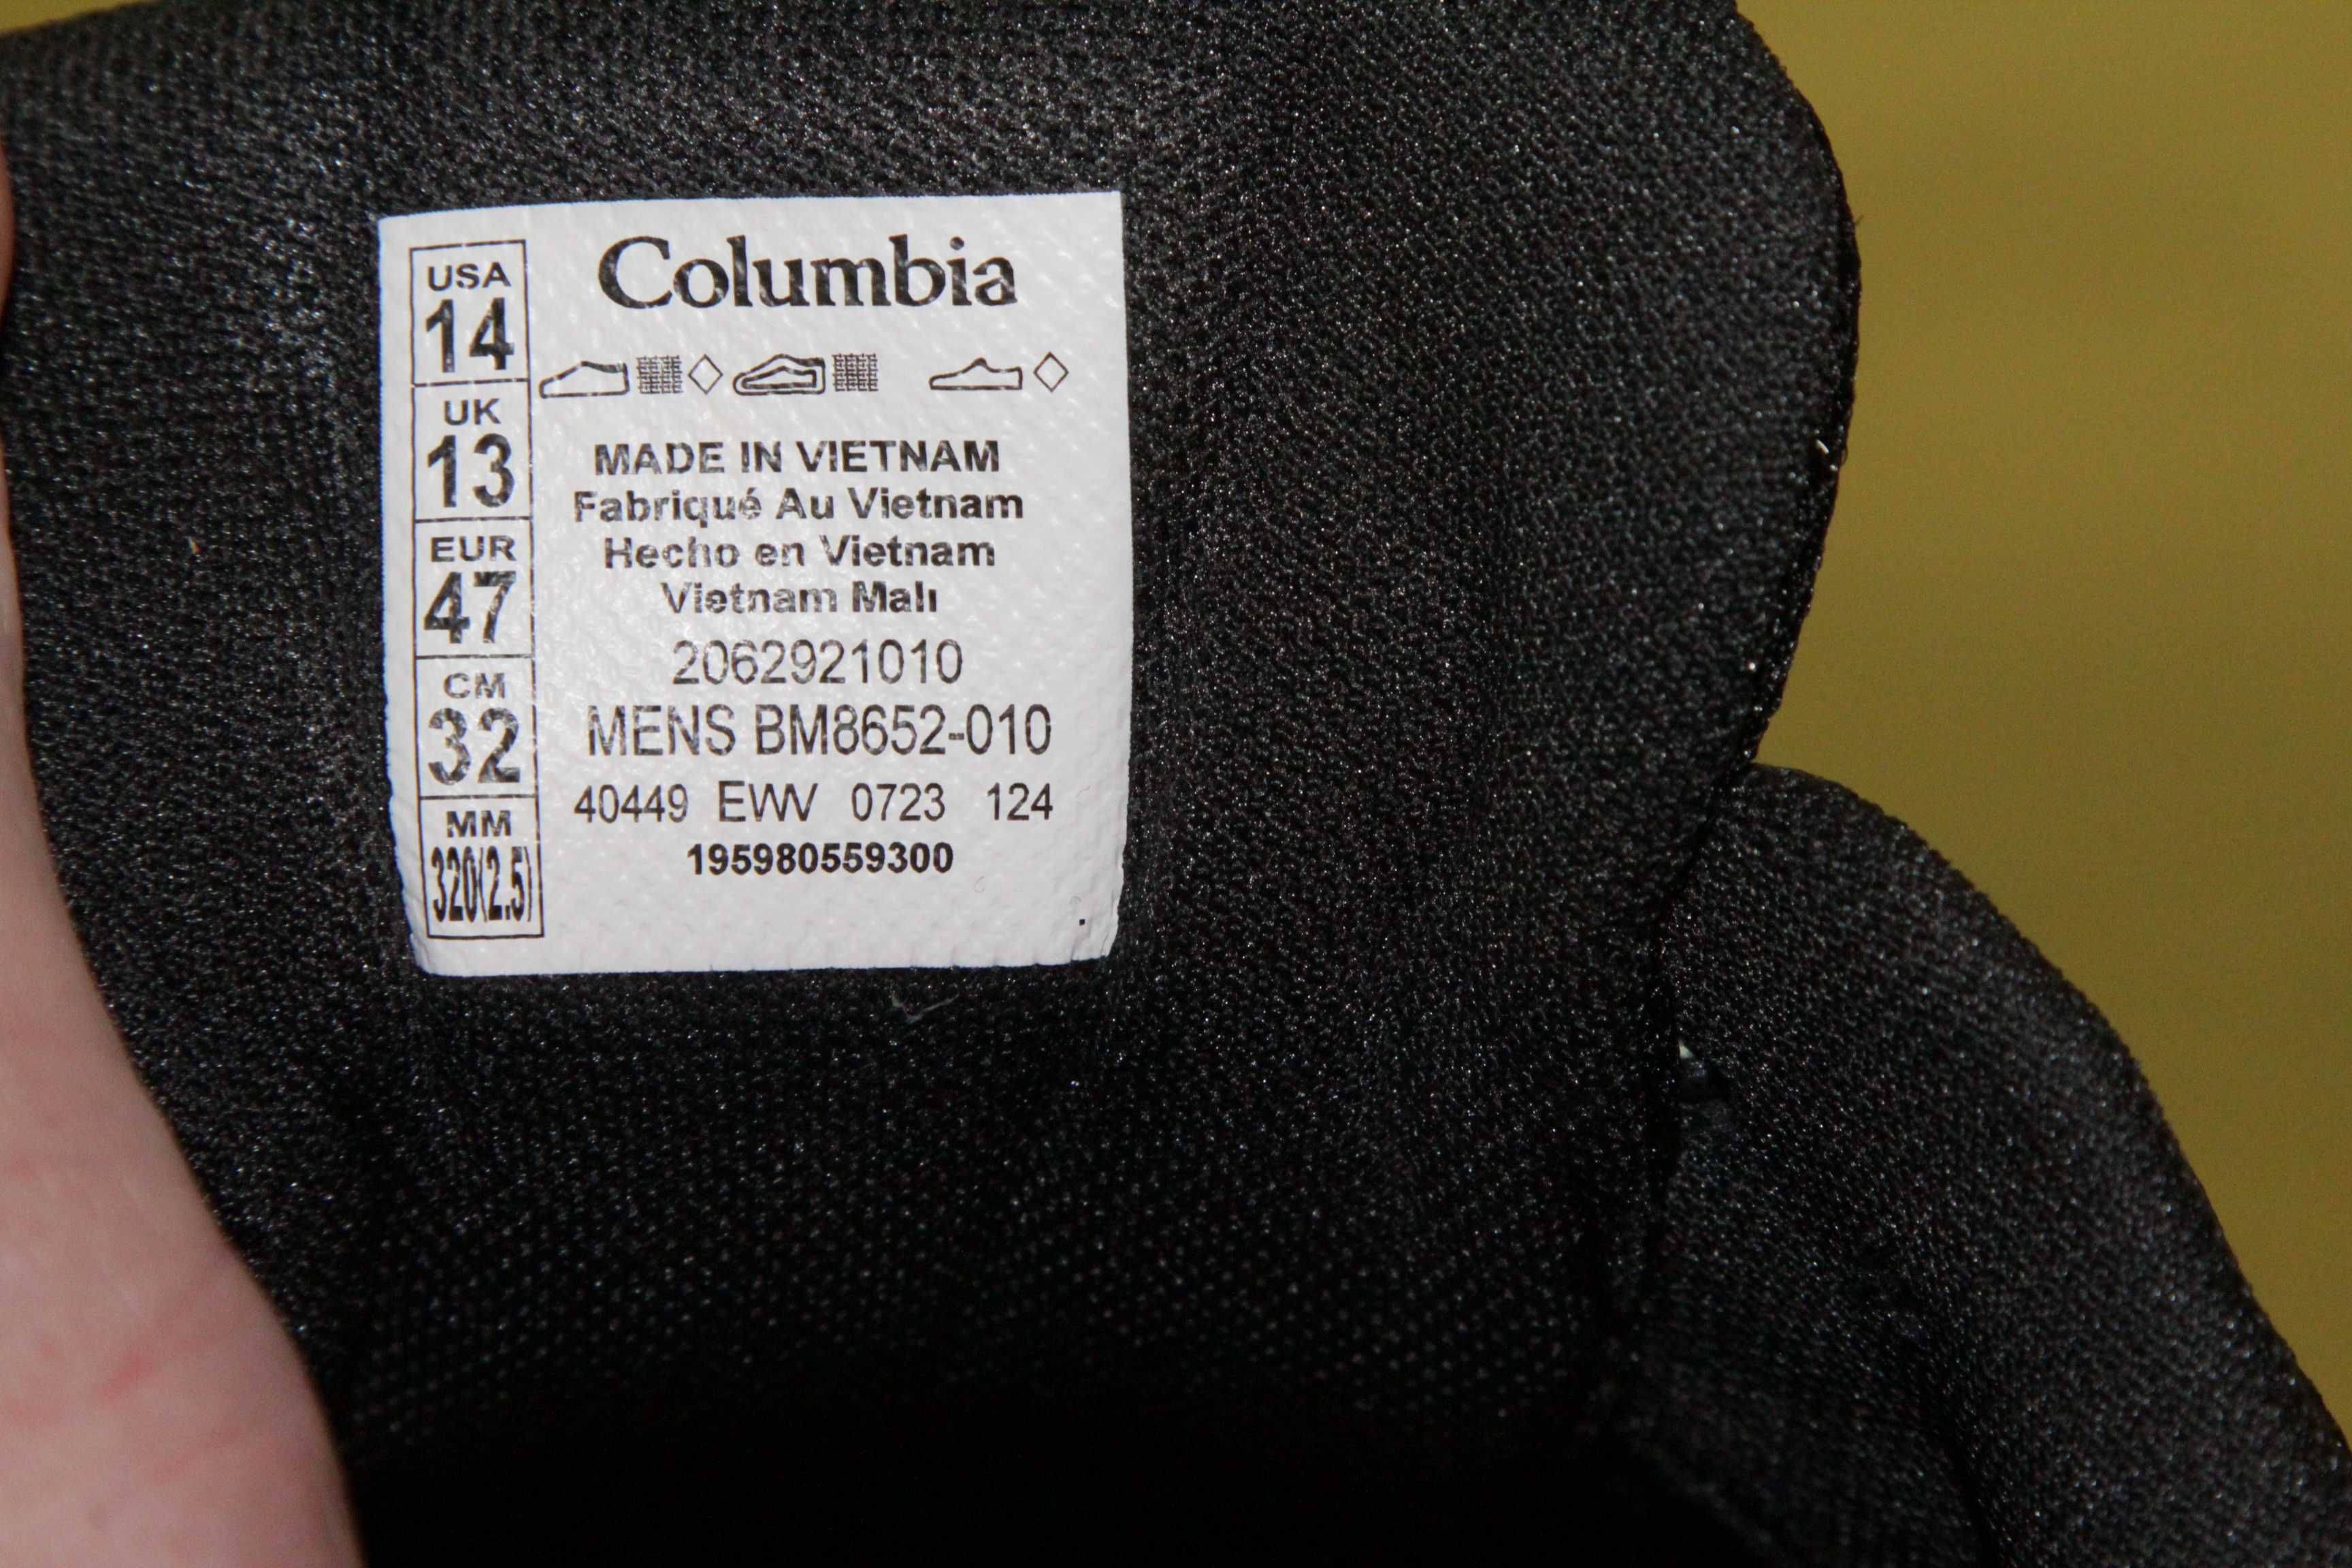 Columbia
USA
14
UK
13
EUR
47
CM
32
MM
320(2.5)
MADE IN VIETNAM
Fabriqué Au Vietnam
Hecho en Vietnam
Vietnam Malı
2062921010
MENS BM8652-010
40449 EVW 0723 124
195980559300